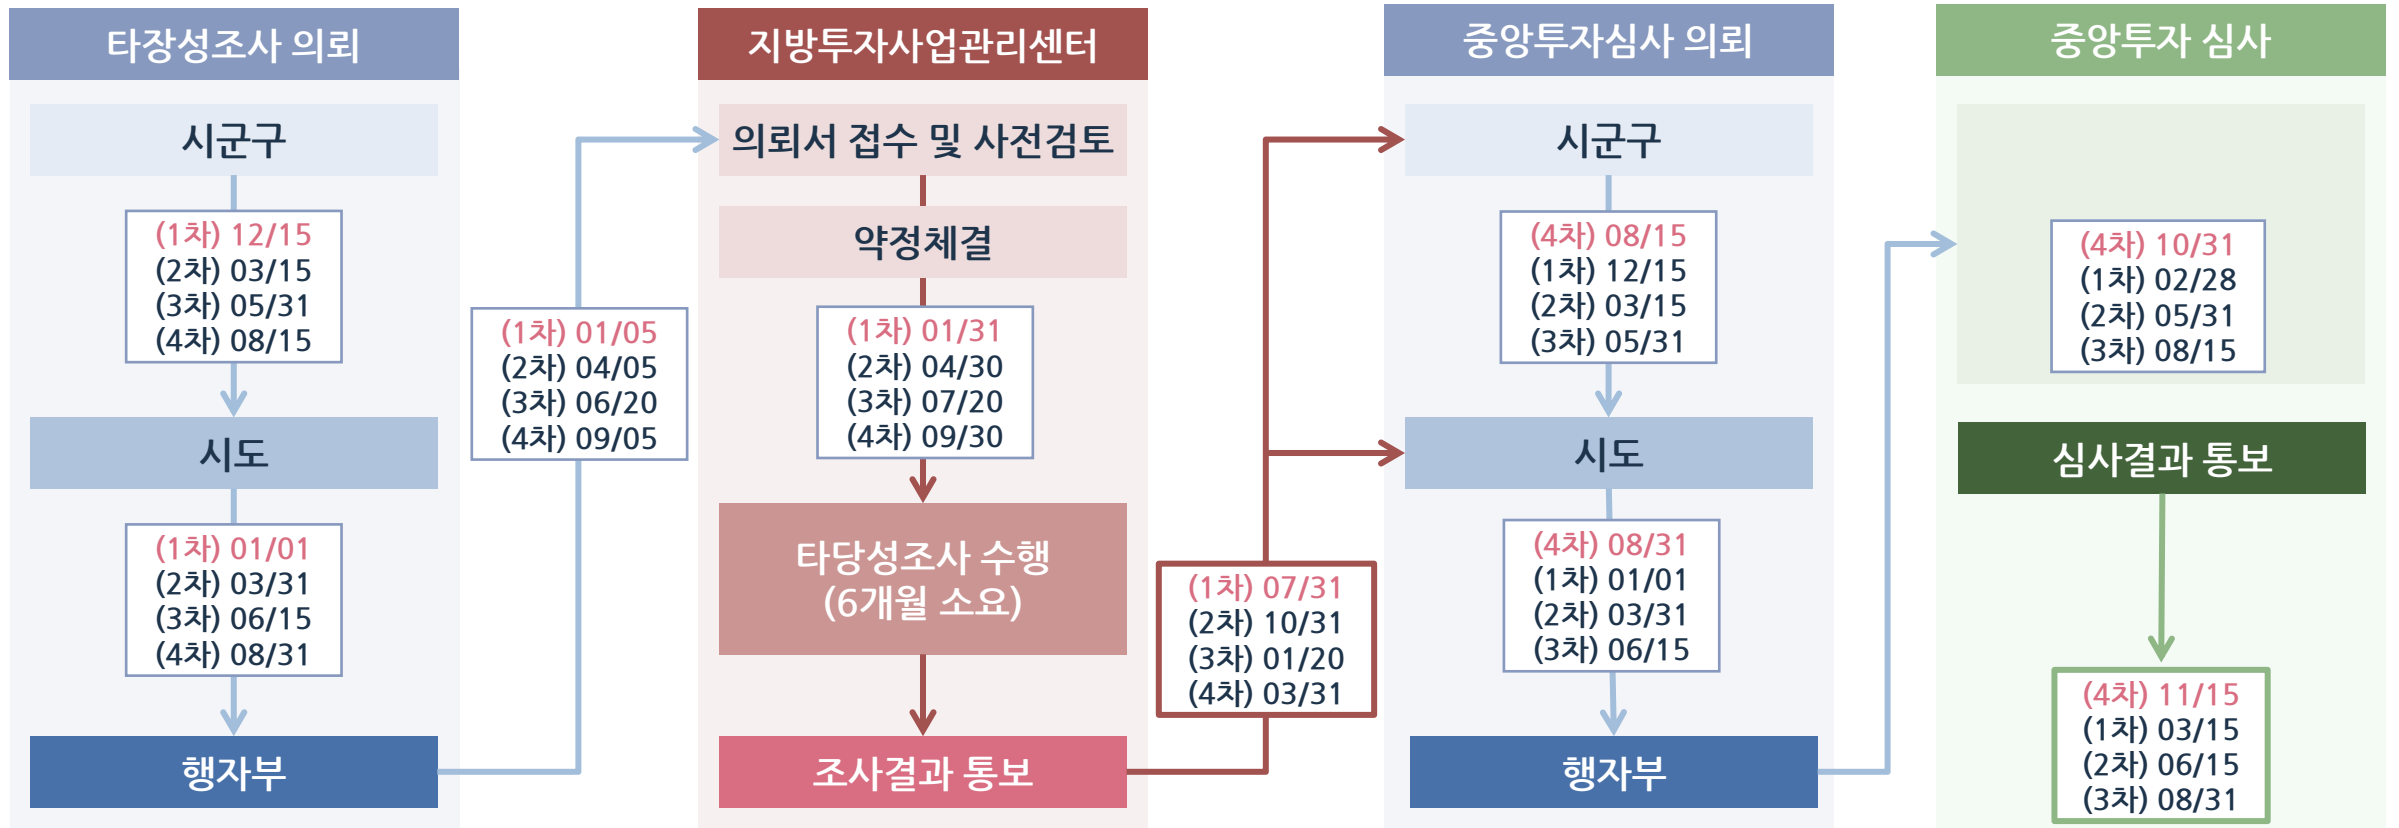 타장성조사 의뢰
시군구
(1차) 12/15
(2차) 03/15
(3차) 05/31
(4차) 08/15
시도
(1차) 01/01
(2차) 03/31
(3차) 06/15
(4차) 08/31
행자부
(1차) 01/05
(2차) 04/05
(3차) 06/20
(4차) 09/05
지방투자사업관리센터
의뢰서 접수 및 사전검토
약정체결
(1차) 01/31
(2차) 04/30
(3차) 07/20
(4차) 09/30
타당성조사 수행
(6개월 소요)
조사결과 통보
(1차) 07/31
(2차) 10/31
(3차) 01/20
(4차) 03/31
중앙투자심사 의뢰
시군구
(4차) 08/15
(1차) 12/15
(2차) 03/15
(3차) 05/31
시도
(4차) 08/31
(1차) 01/01
(2차) 03/31
(3차) 06/15
행자부
중앙투자 심사
(4차) 10/31
(1차) 02/28
(2차) 05/31
(3차) 08/15
심사결과 통보
(4차) 11/15
(1차) 03/15
(2차) 06/15
(3차) 08/31